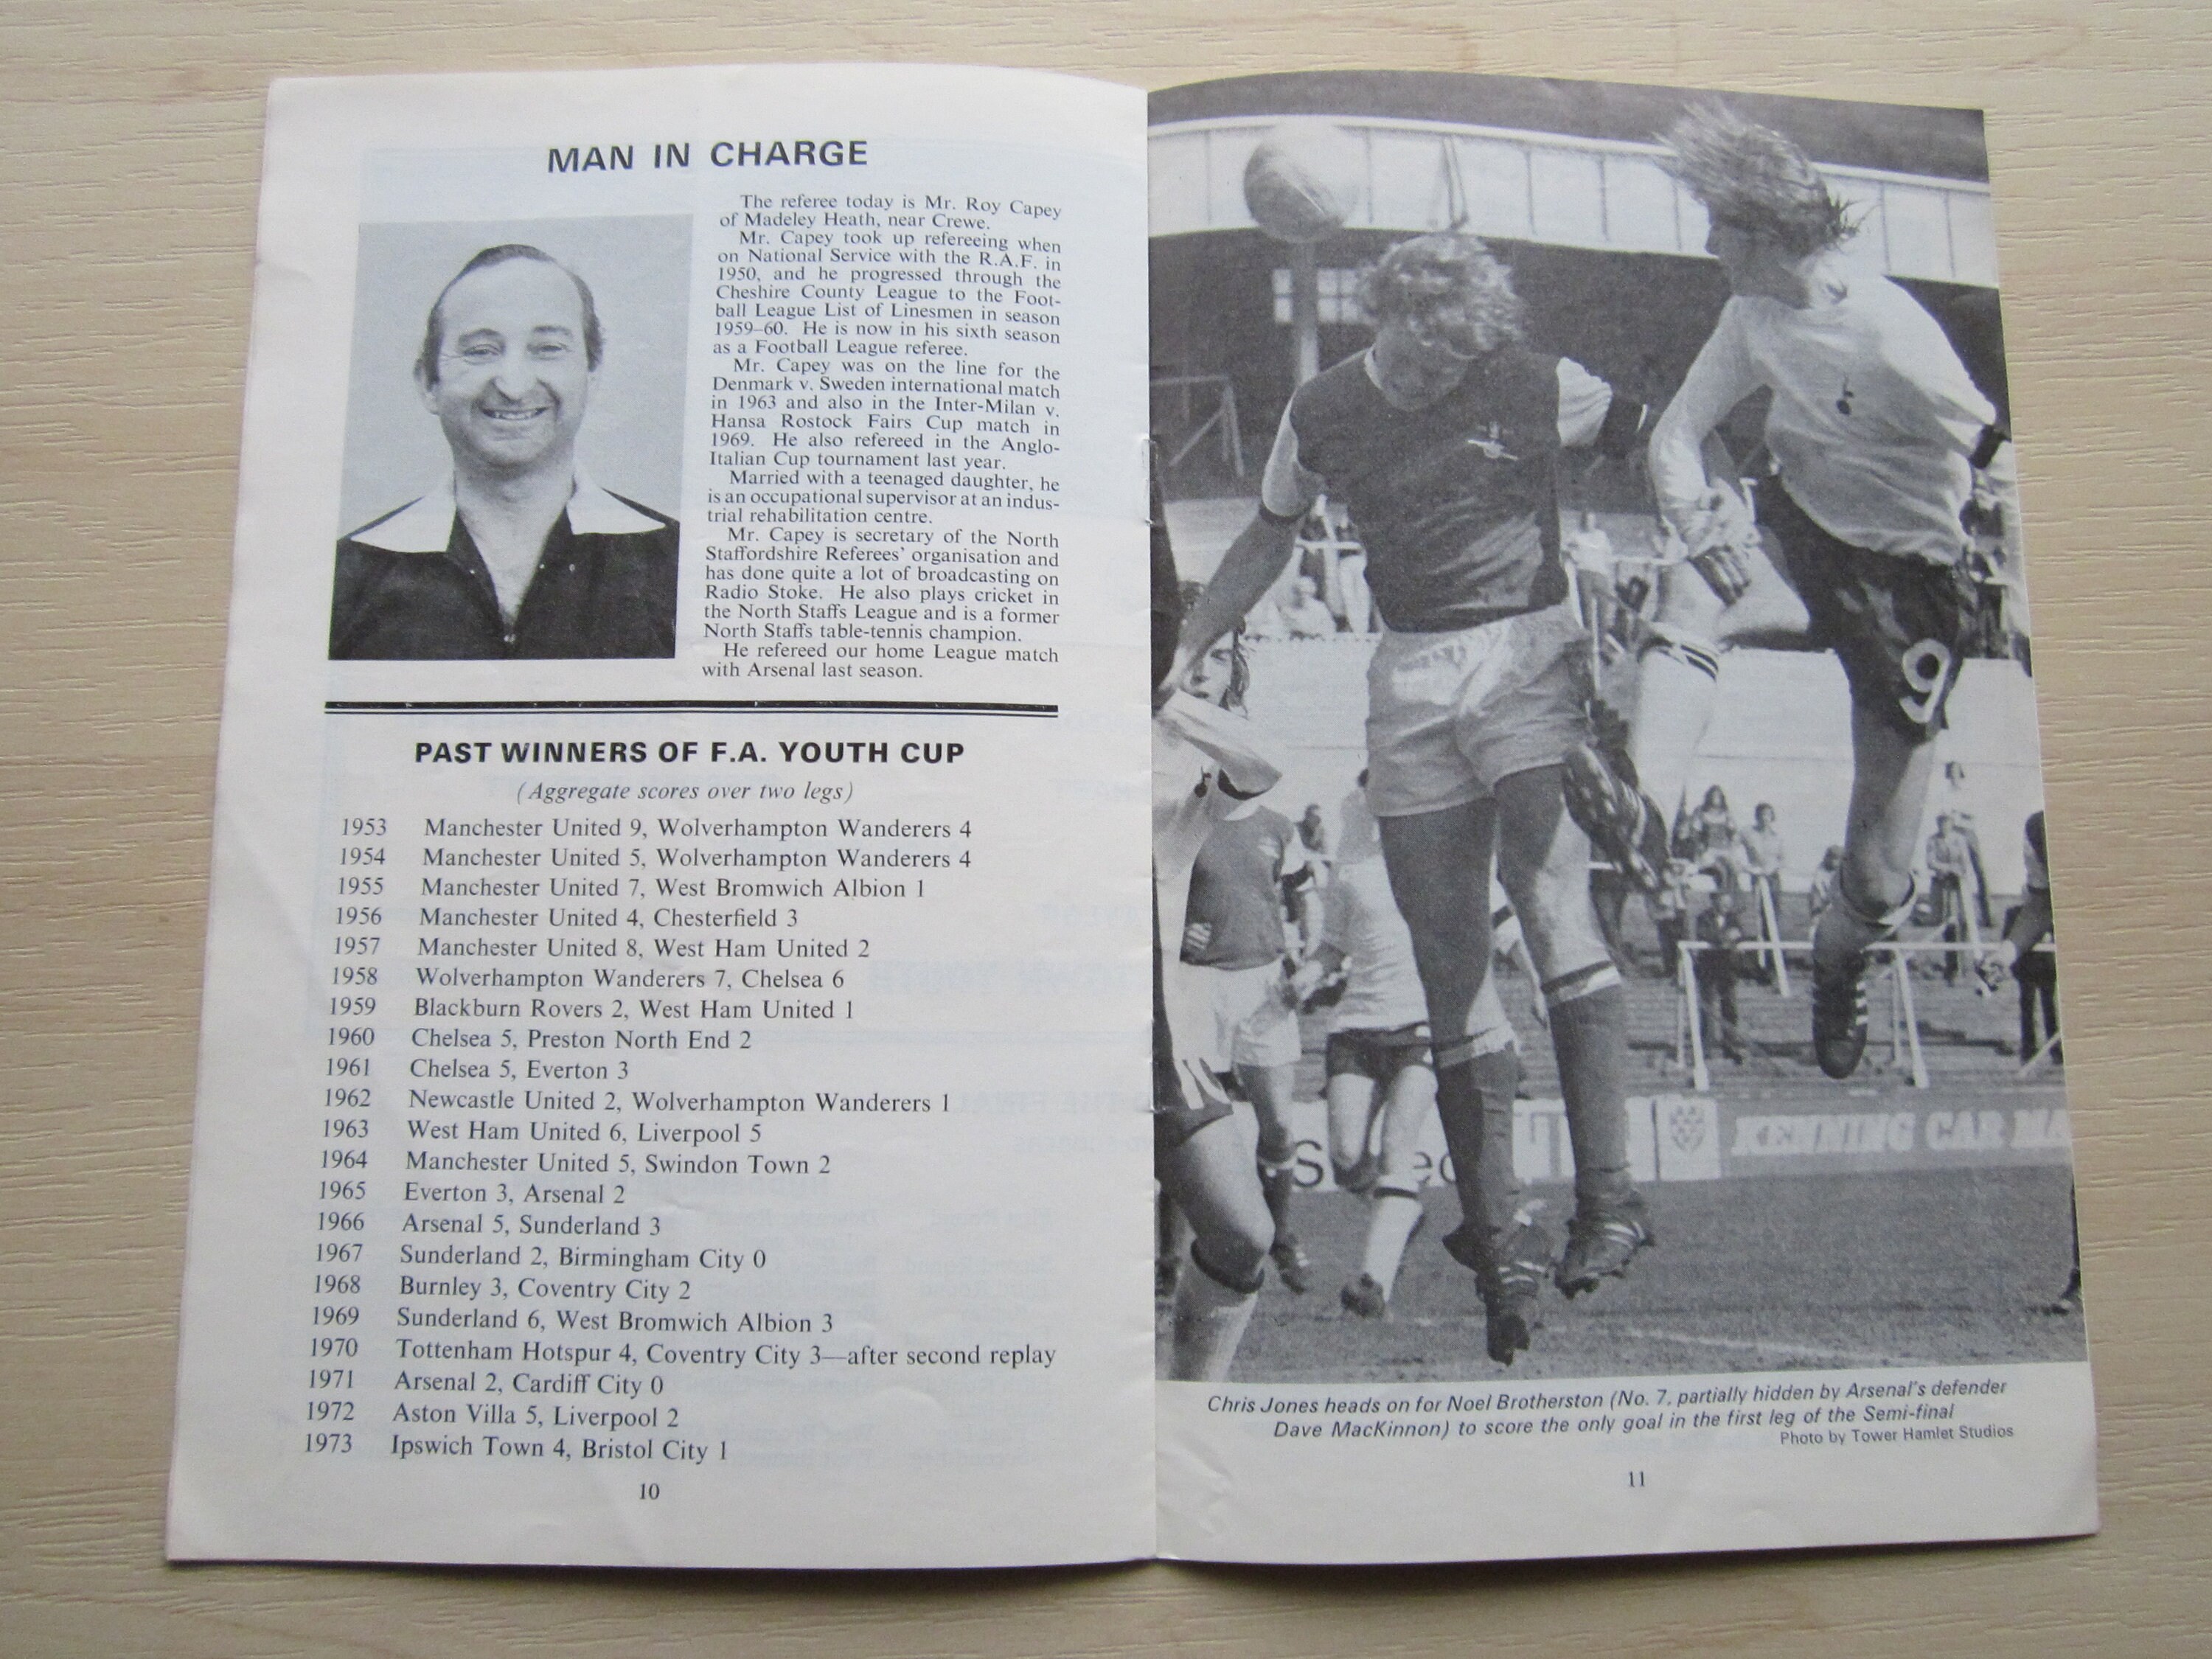 MAN IN CHARGE
The referee today is Mr. Roy Capey
of Madeley Heath, near Crewe.
Mr. Capey took up refereeing when
on National Service with the R.A.F. in
1950, and he progressed through the
Cheshire County League to the Foot-
ball League List of Linesmen in season
1959–60. He is now in his sixth season
as a Football League referee.
Mr. Capey was on the line for the
Denmark v. Sweden international match
in 1963 and also in the Inter-Milan v.
Hansa Rostock Fairs Cup match in
1969. He also refereed in the Anglo-
Italian Cup tournament last year.
Married with a teenaged daughter, he
is an occupational supervisor at an indus-
trial rehabilitation centre.
Mr. Capey is secretary of the North
Staffordshire Referees' organisation and
has done quite a lot of broadcasting on
Radio Stoke. He also plays cricket in
the North Staffs League and is a former
North Staffs table-tennis champion.
He refereed our home League match
with Arsenal last season.
PAST WINNERS OF F.A. YOUTH CUP
(Aggregate scores over two legs)
1953 Manchester United 9, Wolverhampton Wanderers 4
1954 Manchester United 5, Wolverhampton Wanderers 4
1955 Manchester United 7, West Bromwich Albion 1
1956 Manchester United 4, Chesterfield 3
1957 Manchester United 8, West Ham United 2
1958 Wolverhampton Wanderers 7, Chelsea 6
1959 Blackburn Rovers 2, West Ham United 1
1960 Chelsea 5, Preston North End 2
1961 Chelsea 5, Everton 3
1962 Newcastle United 2, Wolverhampton Wanderers 1
1963 West Ham United 6, Liverpool 5
1964 Manchester United 5, Swindon Town 2
1965 Everton 3, Arsenal 2
1966 Arsenal 5, Sunderland 3
1967 Sunderland 2, Birmingham City 0
1968 Burnley 3, Coventry City 2
1969 Sunderland 6, West Bromwich Albion 3
1970 Tottenham Hotspur 4, Coventry City 3—after second replay
1971 Arsenal 2, Cardiff City 0
1972 Aston Villa 5, Liverpool 2
1973 Ipswich Town 4, Bristol City 1
10
9
KENNING CAR
Chris Jones heads on for Noel Brotherston (No. 7, partially hidden by Arsenal's defender
Dave MacKinnon) to score the only goal in the first leg of the Semi-final
Photo by Tower Hamlet Studios
11